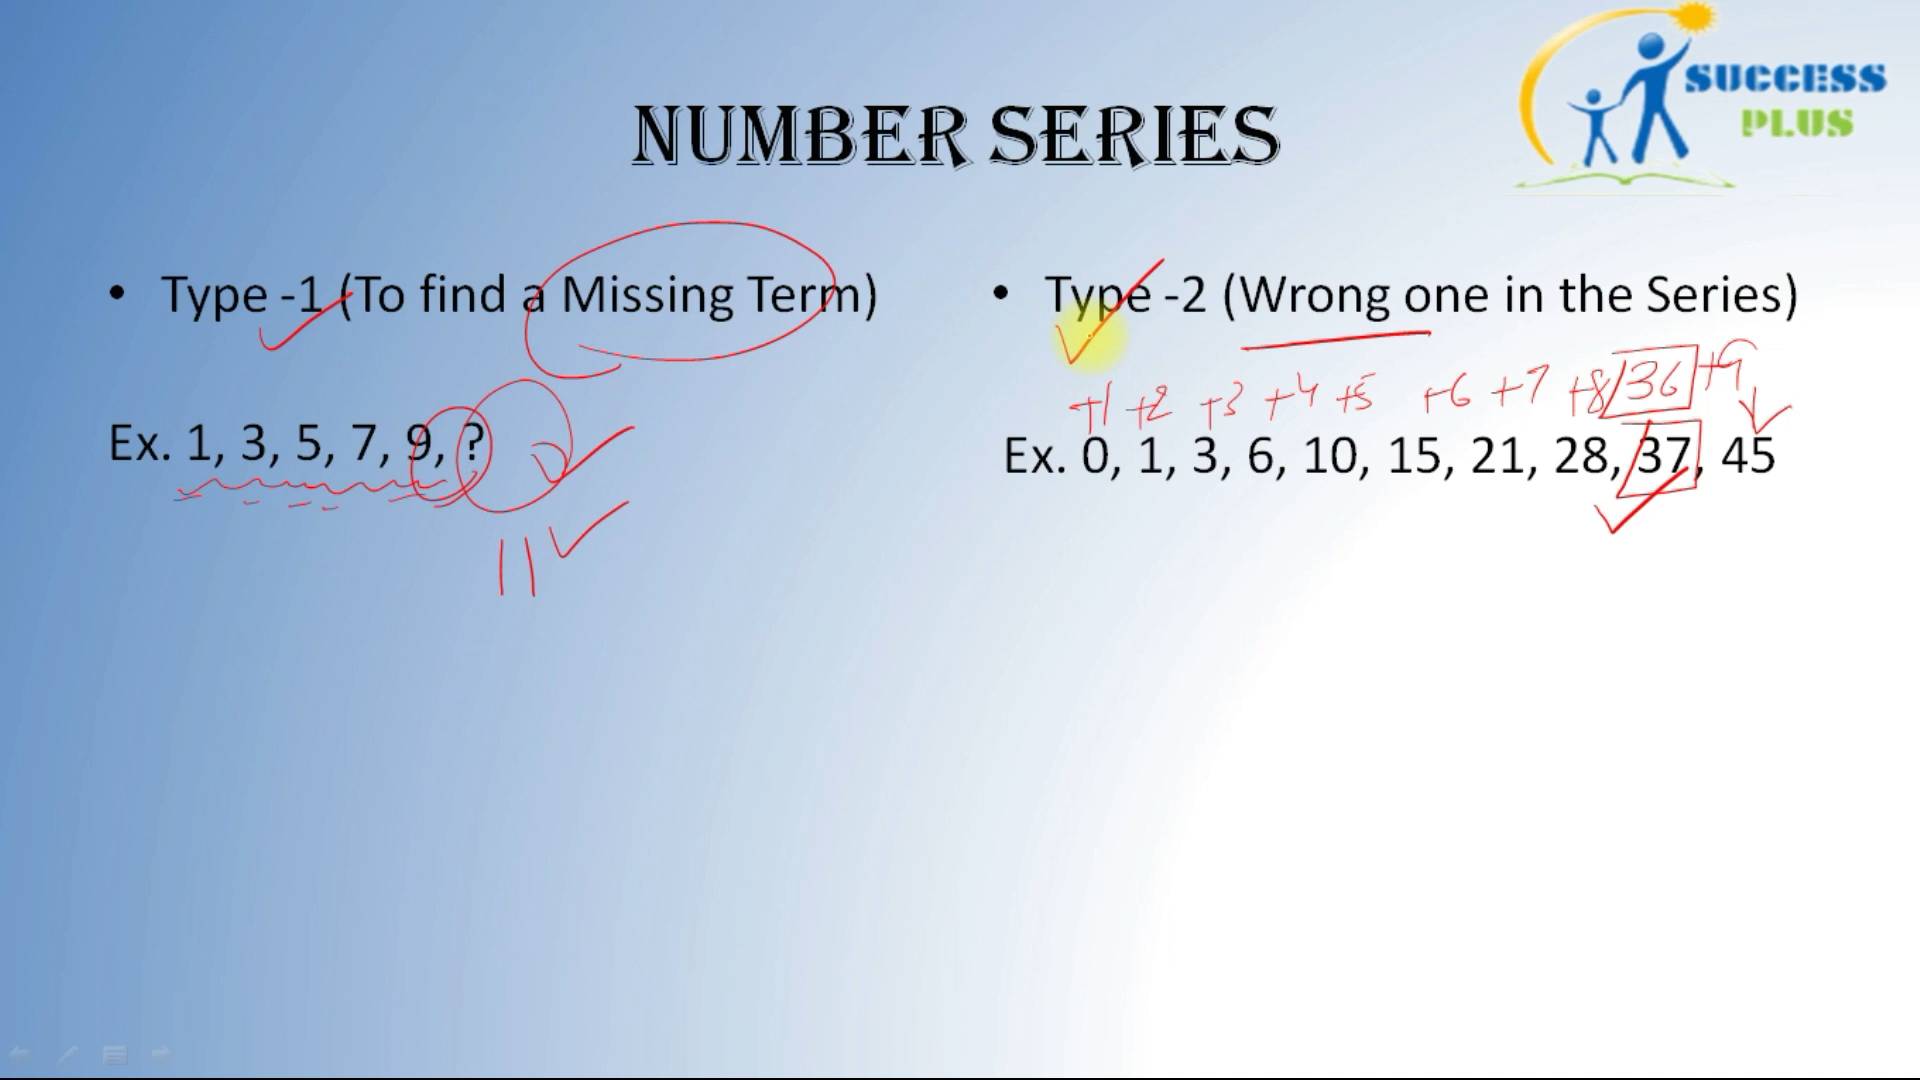 SUCCESS
PLUS
NUMBER SERIES
• Type -1 (To find a Missing Term)
Ex. 1, 3, 5, 7, 9, ?
11
• Type -2 (Wrong one in the Series)
+1 +2 +3 +4 +5 +6 +7 +8 36 +9
Ex. 0, 1, 3, 6, 10, 15, 21, 28, 37, 45